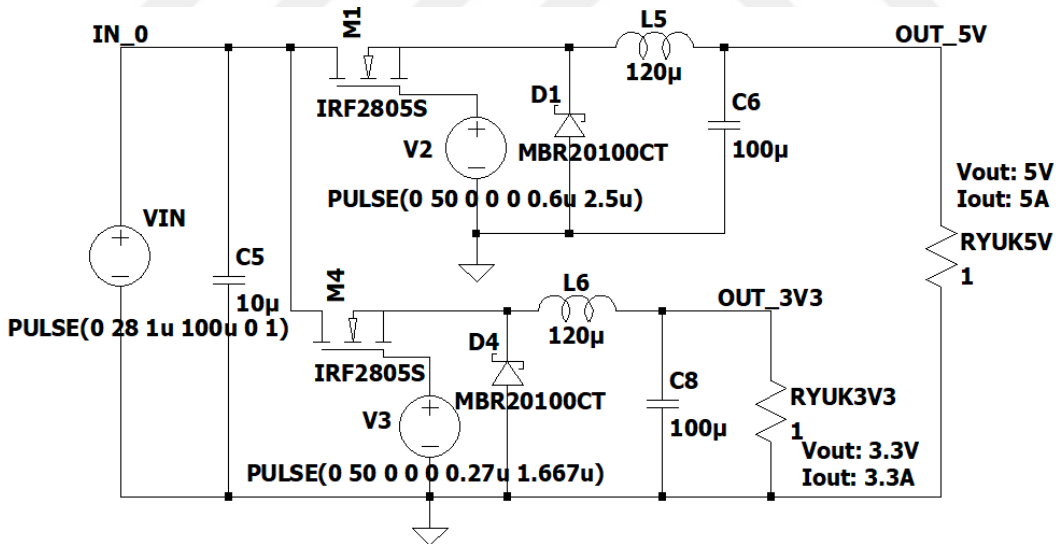 IN_0
M1
IRF2805S
L5
120µ
OUT_5V
D1
MBR20100CT
C6
100µ
V2
PULSE(0 50 0 0 0 0.6u 2.5u)
Vout: 5V
Iout: 5A
RYUK5V
1
VIN
PULSE(0 28 1u 100u 0 1)
C5
10µ
M4
IRF2805S
L6
120µ
OUT_3V3
D4
MBR20100CT
C8
100µ
RYUK3V3
1
Vout: 3.3V
Iout: 3.3A
V3
PULSE(0 50 0 0 0 0.27u 1.667u)